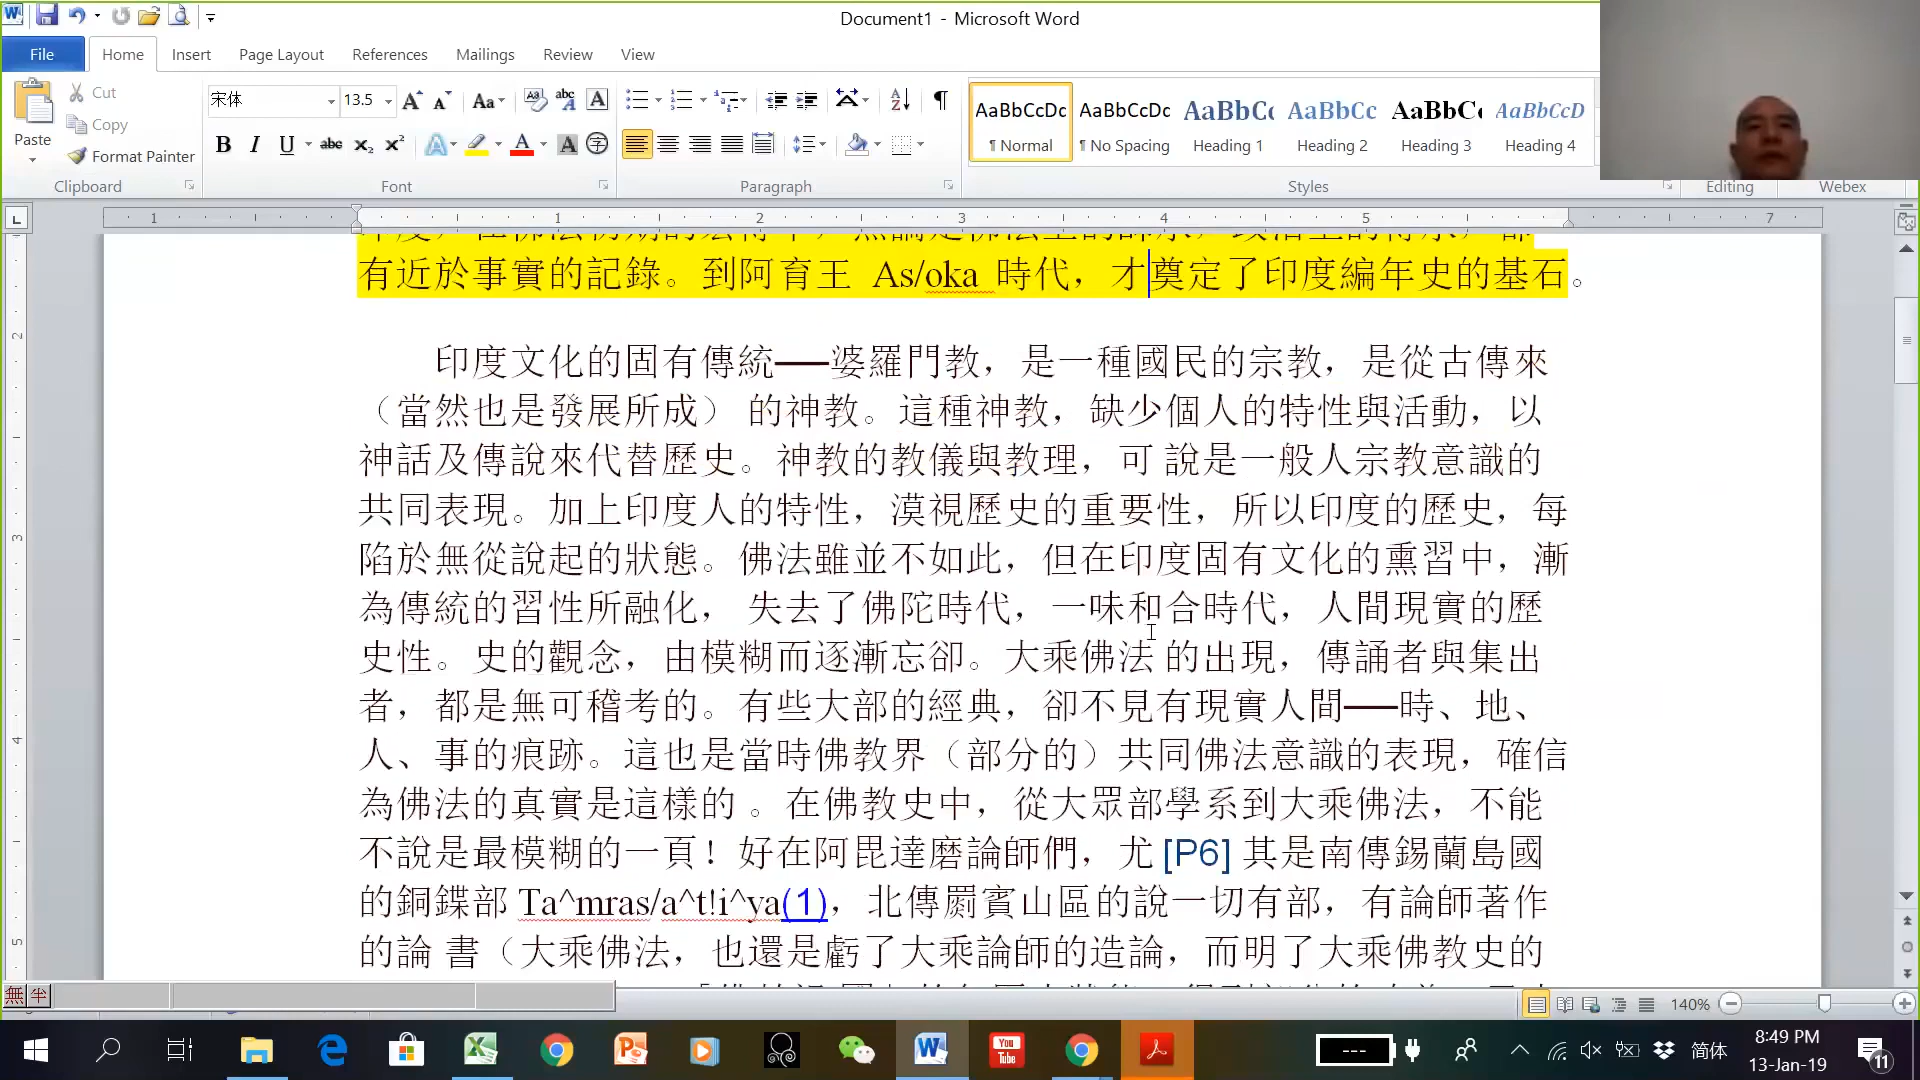 Document1 - Microsoft Word
File Home Insert Page Layout References Mailings Review View
Paste
Cut
Copy
Format Painter
宋体 13.5
AaBbCcDc AaBbCcDc AaBbC AaBbCc AaBbC AaBbCcD
¶ Normal ¶ No Spacing Heading 1 Heading 2 Heading 3 Heading 4
Clipboard Font Paragraph Styles Editing Webex
有近於事實的記錄。到阿育王 As/oka 時代，才奠定了印度編年史的基石。
印度文化的固有傳統──婆羅門教，是一種國民的宗教，是從古傳來
（當然也是發展所成） 的神教。這種神教，缺少個人的特性與活動，以
神話及傳說來代替歷史。神教的教儀與教理，可 說是一般人宗教意識的
共同表現。加上印度人的特性，漠視歷史的重要性，所以印度的歷史，每
陷於無從說起的狀態。佛法雖並不如此，但在印度固有文化的熏習中，漸
為傳統的習性所融化， 失去了佛陀時代，一味和合時代，人間現實的歷
史性。史的觀念，由模糊而逐漸忘卻。大乘佛法 的出現，傳誦者與集出
者，都是無可稽考的。有些大部的經典，卻不見有現實人間──時、地、
人、事的痕跡。這也是當時佛教界（部分的）共同佛法意識的表現，確信
為佛法的真實是這樣的 。在佛教史中，從大眾部學系到大乘佛法，不能
不說是最模糊的一頁！好在阿毘達磨論師們，尤 [P6] 其是南傳錫蘭島國
的銅鍱部 Ta^mras/a^t!i^ya(1)，北傳罽賓山區的說一切有部，有論師著作
的論 書（大乘佛法，也還是虧了大乘論師的造論，而明了大乘佛教史的
無 半
140%
简体
8:49 PM
13-Jan-19
11